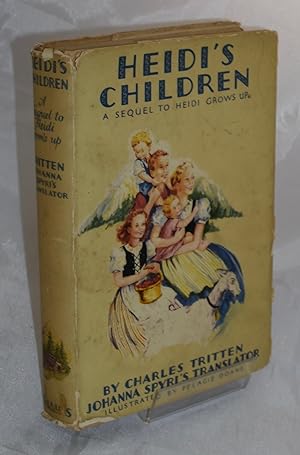 HEIDI'S
CHILDREN
A SEQUEL TO HEIDI GROWS UP
BY CHARLES TRITTEN
JOHANNA SPYRI'S TRANSLATOR
ILLUSTRATED BY PELAGIE DOANE
HEIDI'S
CHILDREN
A
Sequel to
Heidi
Grows up
TRITTEN
JOHANNA
SPYRI'S
TRANSLATOR